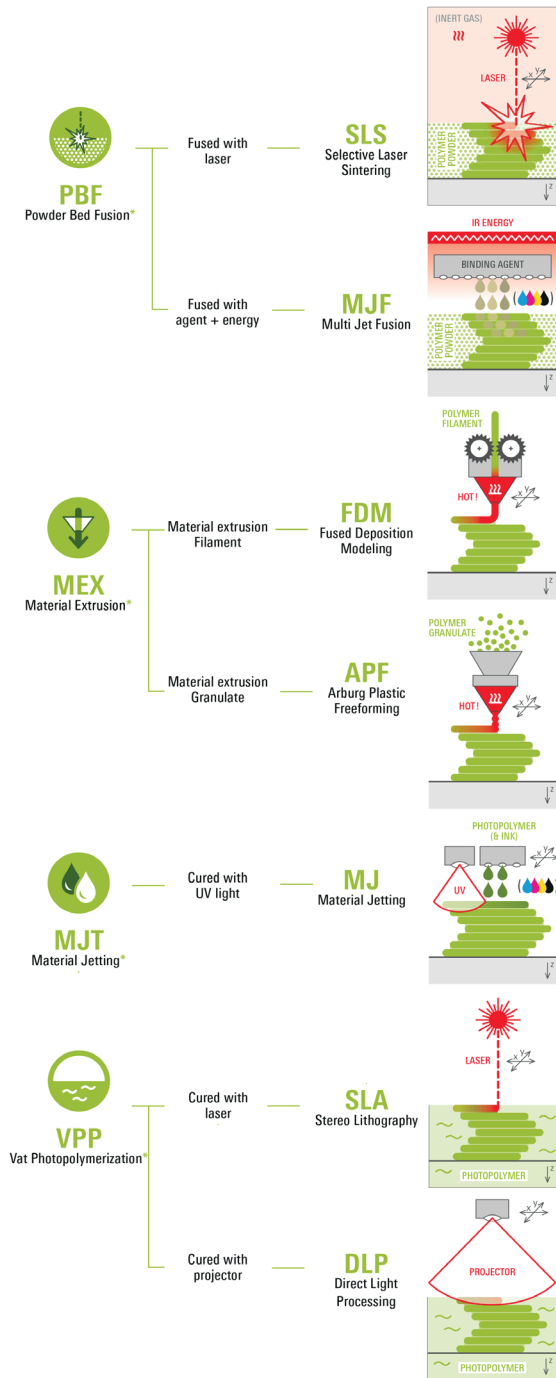 (INERT GAS)
LASER
x y
POLYMER
POWDER
z
PBF
Powder Bed Fusion*
Fused with
laser
SLS
Selective Laser
Sintering
IR ENERGY
BINDING AGENT
POLYMER
POWDER
z
Fused with
agent + energy
MJF
Multi Jet Fusion
POLYMER
FILAMENT
HOT!
x y
z
MEX
Material Extrusion*
Material extrusion
Filament
FDM
Fused Deposition
Modeling
POLYMER
GRANULATE
HOT!
x y
z
Material extrusion
Granulate
APF
Arburg Plastic
Freeforming
PHOTOPOLYMER
(& INK)
x y
UV
z
MJT
Material Jetting*
Cured with
UV light
MJ
Material Jetting
LASER
x y
PHOTOPOLYMER
z
VPP
Vat Photopolymerization*
Cured with
laser
SLA
Stereo Lithography
x y
PROJECTOR
PHOTOPOLYMER
z
Cured with
projector
DLP
Direct Light
Processing